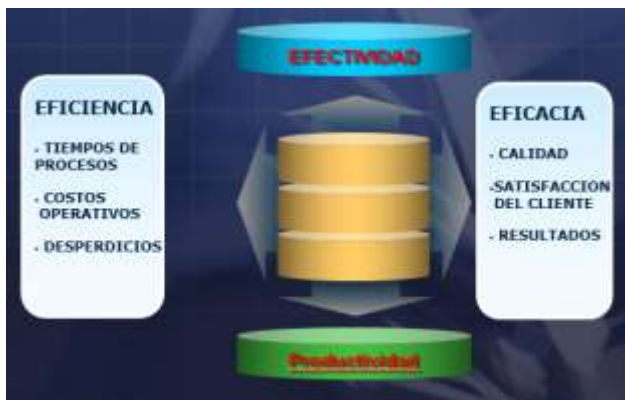 EFECTIVIDAD
EFICIENCIA
- TIEMPOS DE
PROCESOS
- COSTOS
OPERATIVOS
- DESPERDICIOS
EFICACIA
- CALIDAD
-SATISFACCION
DEL CLIENTE
- RESULTADOS
Productividad